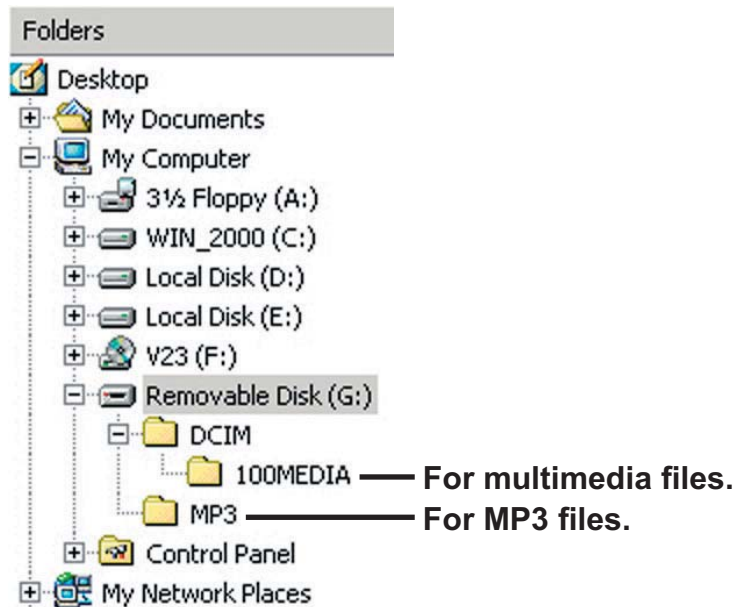 Folders
Desktop
My Documents
My Computer
3½ Floppy (A:)
WIN_2000 (C:)
Local Disk (D:)
Local Disk (E:)
V23 (F:)
Removable Disk (G:)
DCIM
100MEDIA For multimedia files.
MP3 For MP3 files.
Control Panel
My Network Places